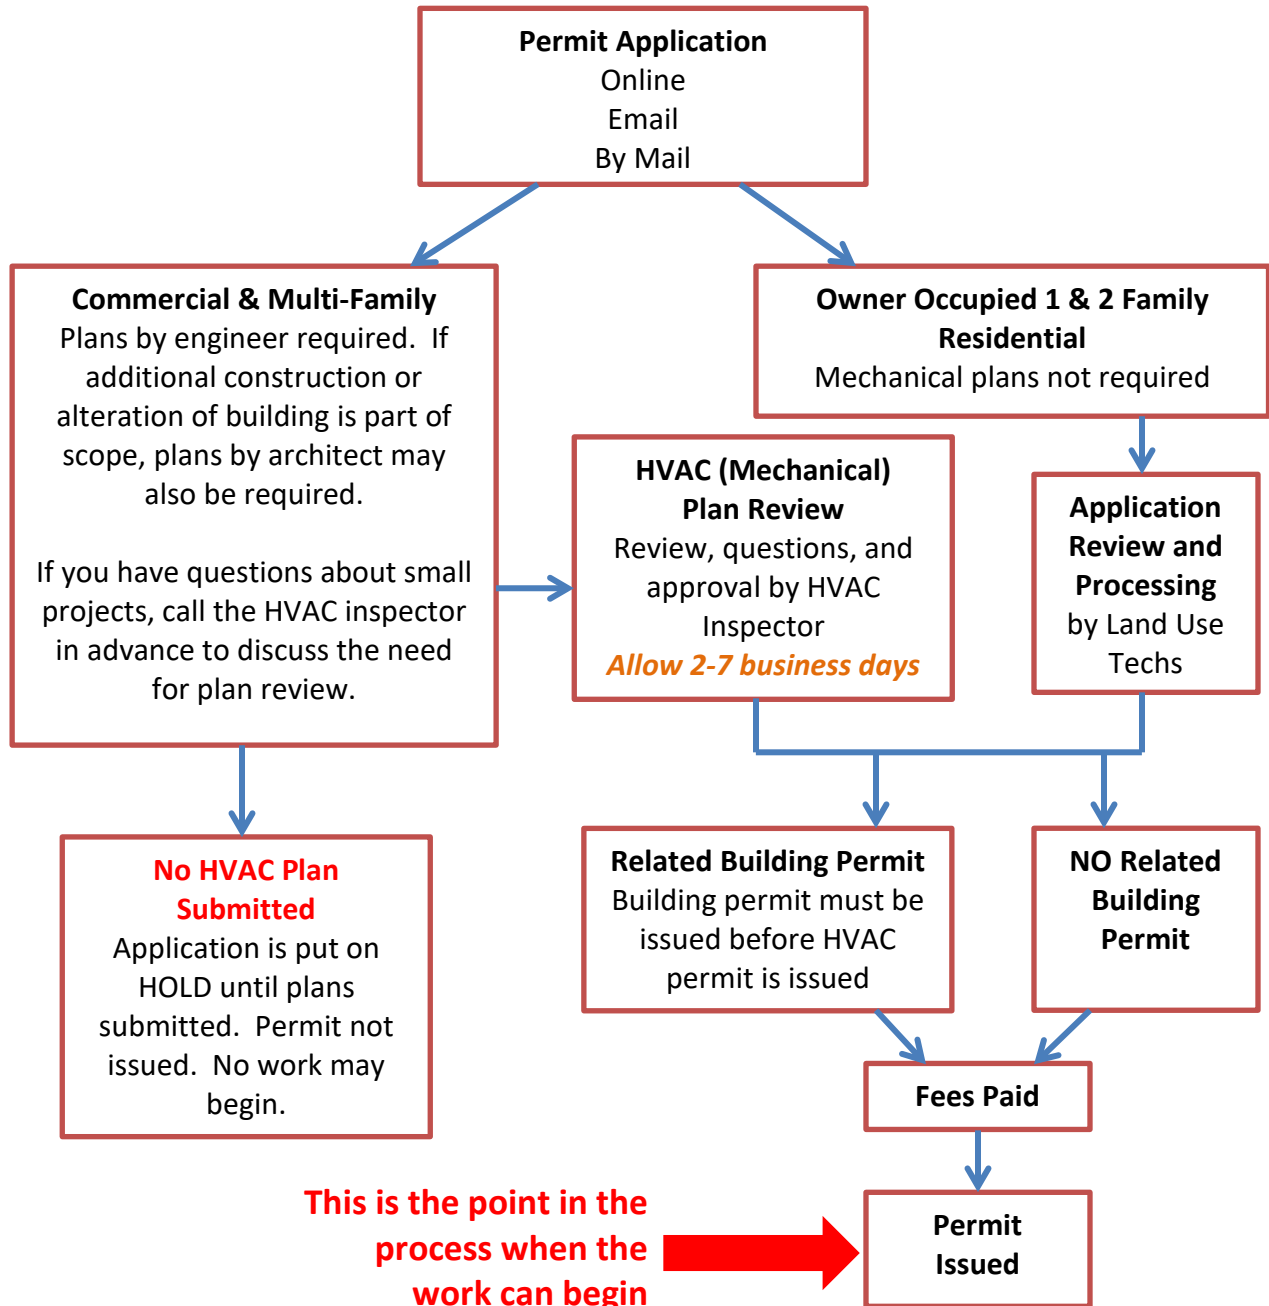 Permit Application
Online
Email
By Mail
Commercial & Multi-Family
Plans by engineer required.  If
additional construction or
alteration of building is part of
scope, plans by architect may
also be required.
If you have questions about small
projects, call the HVAC inspector
in advance to discuss the need
for plan review.
Owner Occupied 1 & 2 Family
Residential
Mechanical plans not required
HVAC (Mechanical)
Plan Review
Review, questions, and
approval by HVAC
Inspector
Allow 2-7 business days
Application
Review and
Processing
by Land Use
Techs
No HVAC Plan
Submitted
Application is put on
HOLD until plans
submitted.  Permit not
issued.  No work may
begin.
Related Building Permit
Building permit must be
issued before HVAC
permit is issued
NO Related
Building
Permit
Fees Paid
This is the point in the
process when the
work can begin
Permit
Issued